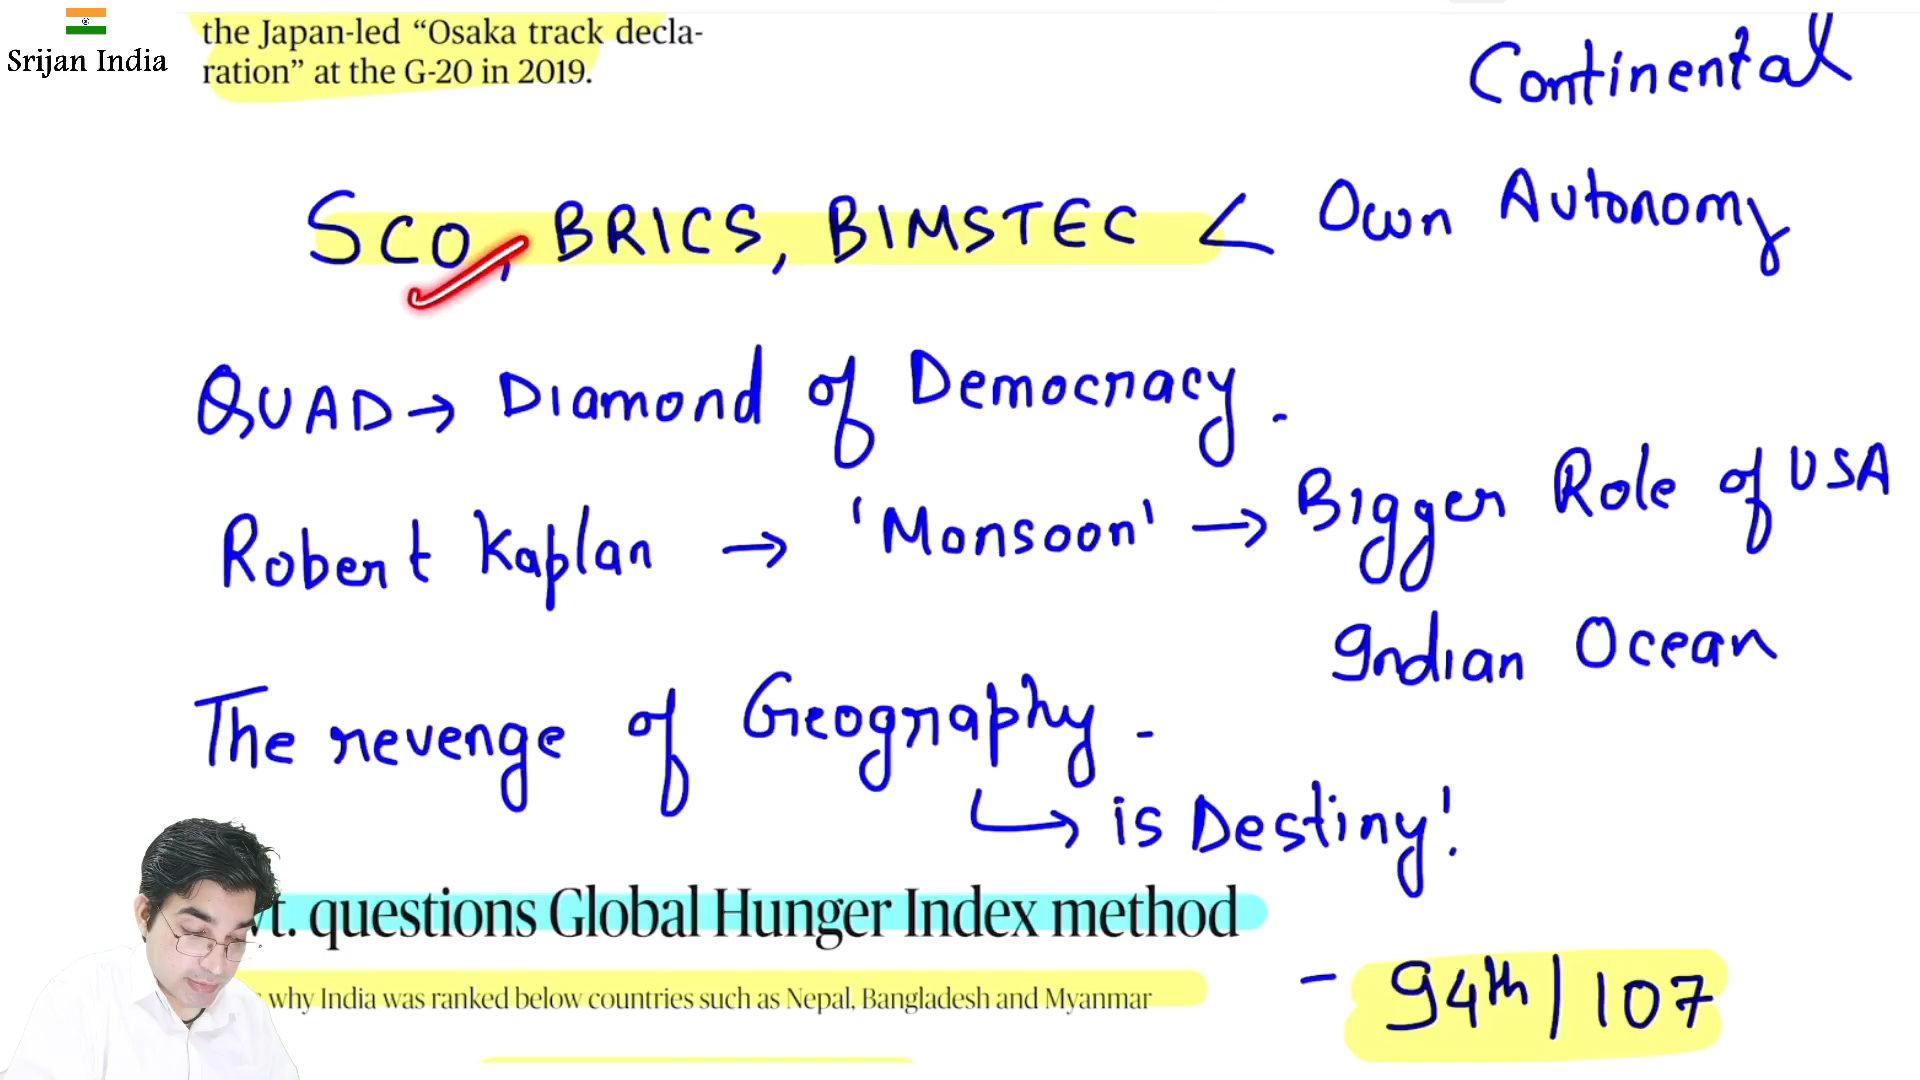 Srijan India
the Japan-led “Osaka track decla-
ration” at the G-20 in 2019.
Continental
SCO, BRICS, BIMSTEC < Own Autonomy
QUAD → Diamond of Democracy.
Robert Kaplan → 'Monsoon' → Bigger Role of USA
Indian Ocean
The revenge of Geography.
is Destiny!
questions Global Hunger Index method
why India was ranked below countries such as Nepal, Bangladesh and Myanmar
- 94th / 107